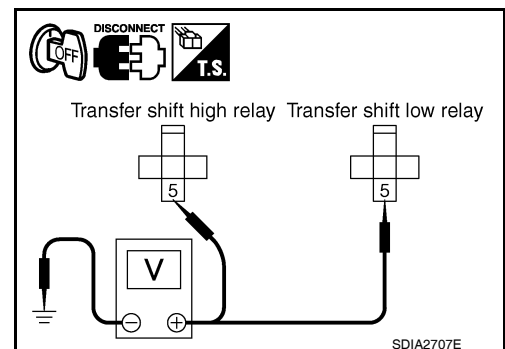 DISCONNECT
OFF
T.S.
Transfer shift high relay Transfer shift low relay
5 5
V
− +
SDIA2707E